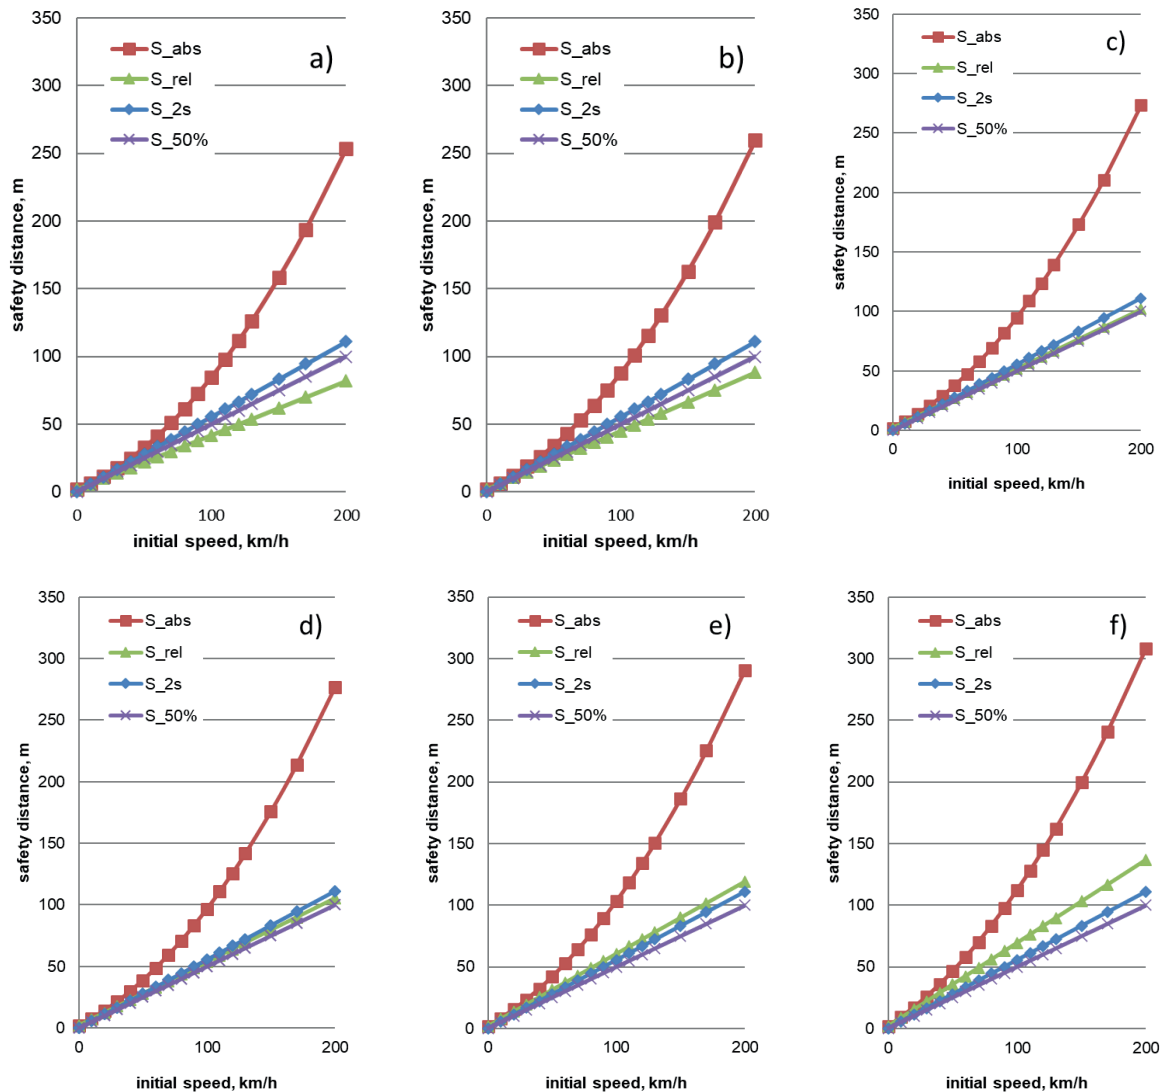 350
300
250
200
150
100
50
0
safety distance, m
S_abs
S_rel
S_2s
S_50%
a)
0 100 200
initial speed, km/h
350
300
250
200
150
100
50
0
safety distance, m
S_abs
S_rel
S_2s
S_50%
b)
0 100 200
initial speed, km/h
350
300
250
200
150
100
50
0
safety distance, m
S_abs
S_rel
S_2s
S_50%
c)
0 100 200
initial speed, km/h
350
300
250
200
150
100
50
0
safety distance, m
S_abs
S_rel
S_2s
S_50%
d)
0 100 200
initial speed, km/h
350
300
250
200
150
100
50
0
safety distance, m
S_abs
S_rel
S_2s
S_50%
e)
0 100 200
initial speed, km/h
350
300
250
200
150
100
50
0
safety distance, m
S_abs
S_rel
S_2s
S_50%
f)
0 100 200
initial speed, km/h